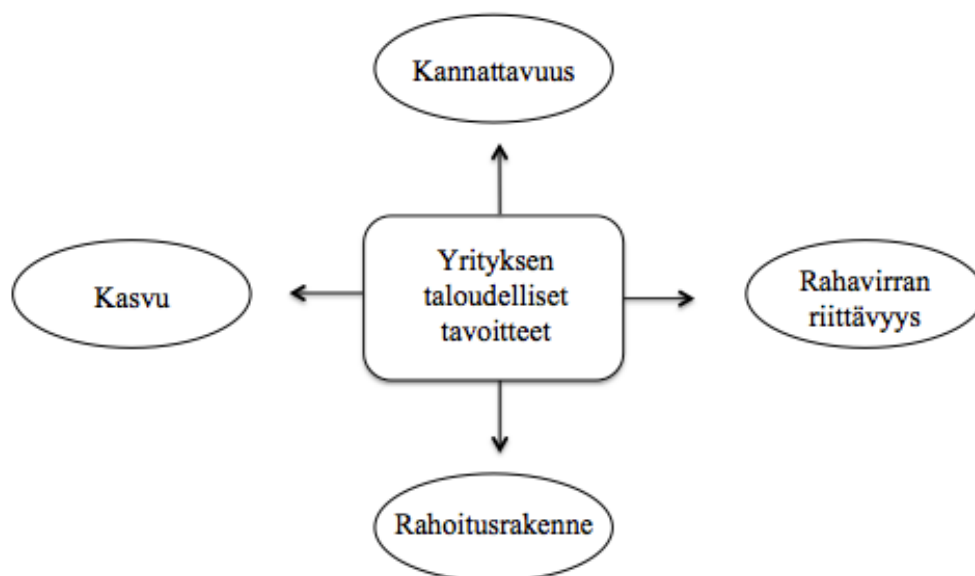 Kannattavuus
Yrityksen
taloudelliset
tavoitteet
Kasvu
Rahavirran
riittävyys
Rahoitusrakenne